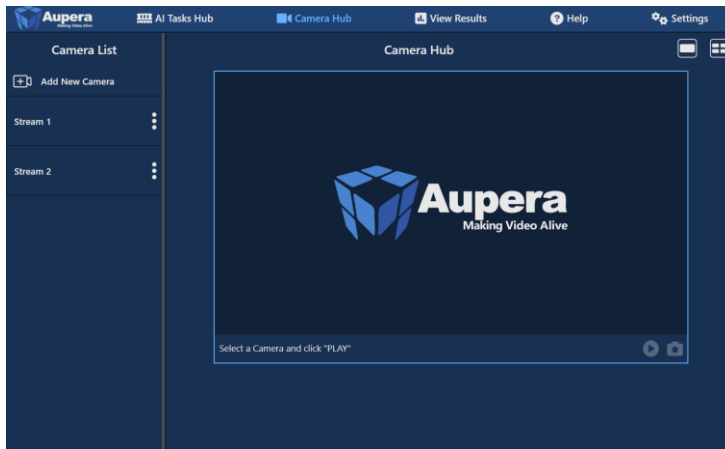 Aupera
Making Video Alive
AI Tasks Hub
Camera Hub
View Results
Help
Settings
Camera List
Camera Hub
Add New Camera
Stream 1
Stream 2
Aupera
Making Video Alive
Select a Camera and click "PLAY"